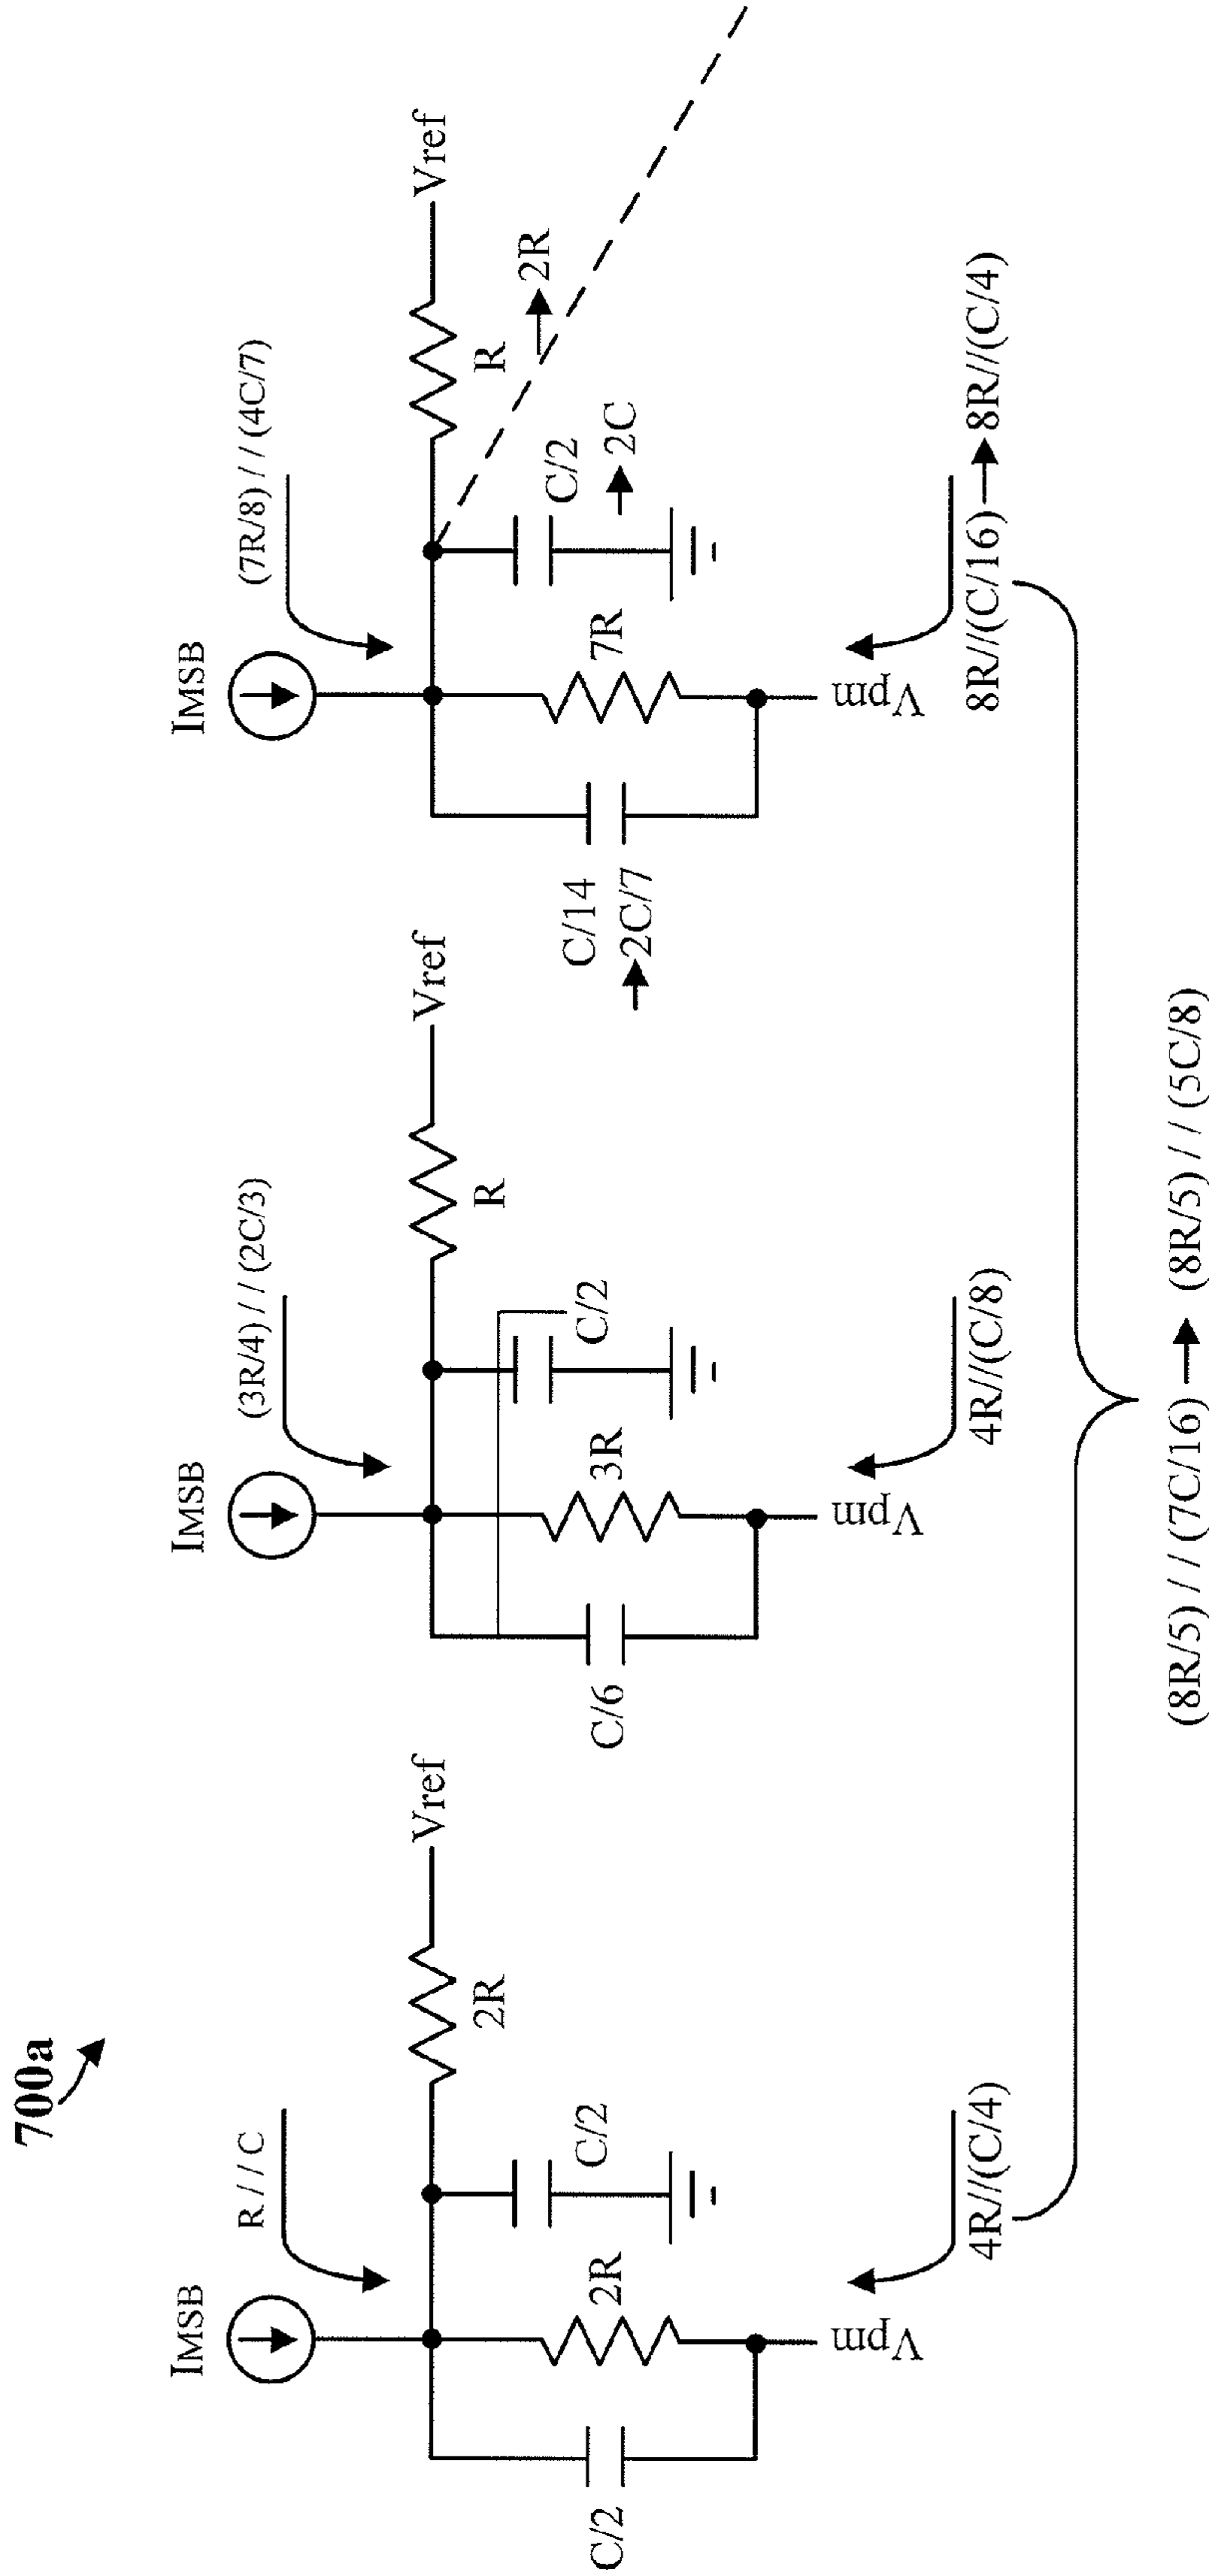 700a
IMSB
R / / C
C/2
2R
C/2
2R
Vref
Vpm
4R//(C/4)
IMSB
(3R/4) / / (2C/3)
C/6
3R
C/2
R
Vref
Vpm
4R//(C/8)
IMSB
(7R/8) / / (4C/7)
C/14
→2C/7
7R
C/2
→2C
R
→2R
Vref
Vpm
8R//(C/16)→8R//(C/4)
(8R/5) / / (7C/16) → (8R/5) / / (5C/8)